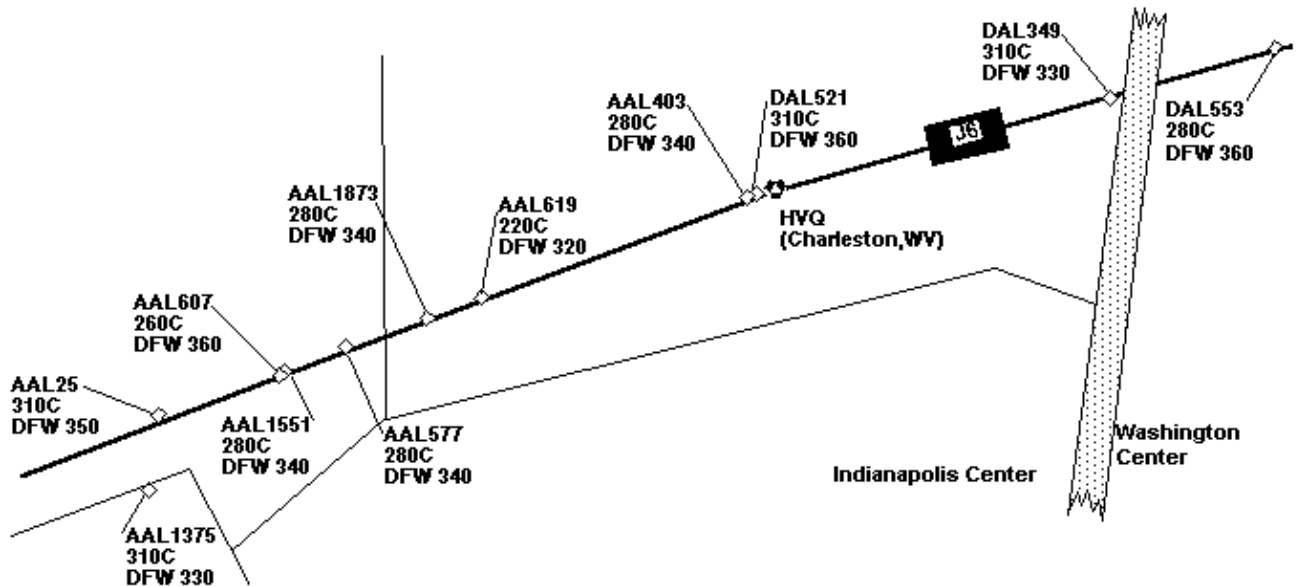 DAL349
310C
DFW 330
DAL553
280C
DFW 360
AAL403
280C
DFW 340
DAL521
310C
DFW 360
J6
HVQ
(Charleston,WV)
AAL1873
280C
DFW 340
AAL619
220C
DFW 320
AAL607
260C
DFW 360
AAL25
310C
DFW 350
AAL1551
280C
DFW 340
AAL577
280C
DFW 340
Washington
Center
Indianapolis Center
AAL1375
310C
DFW 330